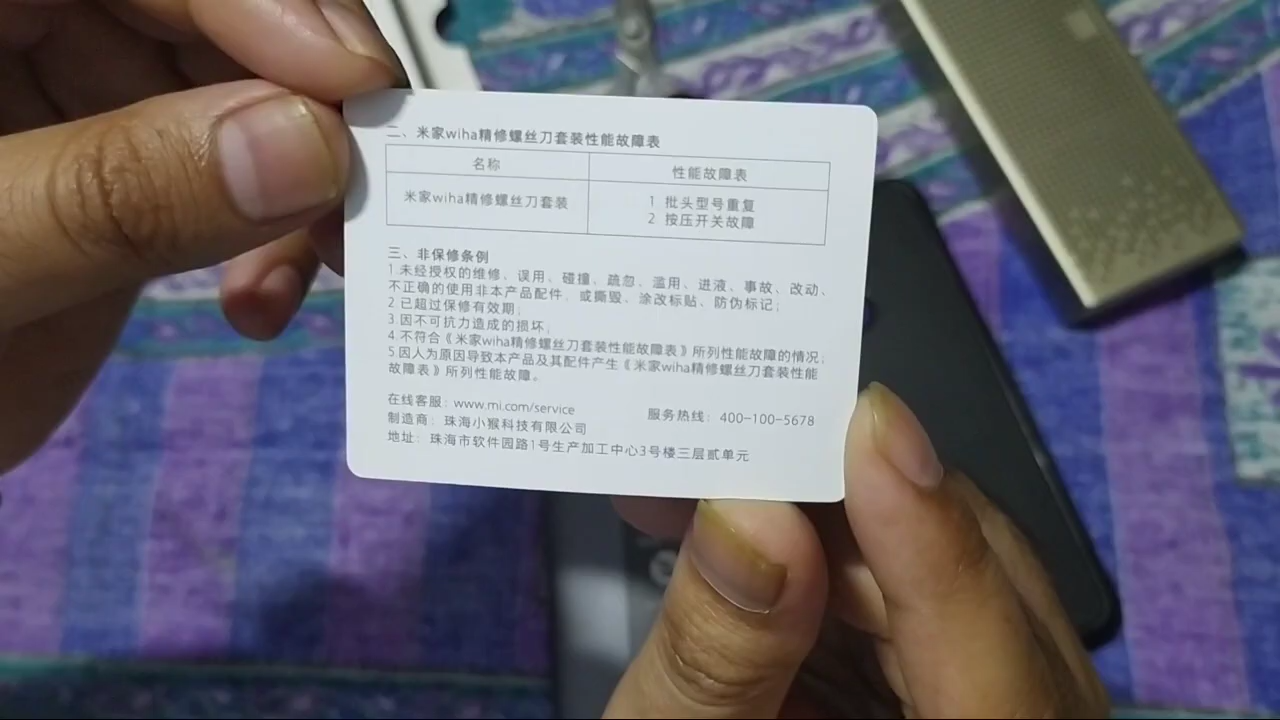 二、米家wiha精修螺丝刀套装性能故障表
名称 性能故障表
米家wiha精修螺丝刀套装
1 批头型号重复
2 按压开关故障
三、非保修条例
1 未经授权的维修、误用、碰撞、疏忽、滥用、进液、事故、改动、
不正确的使用非本产品配件，或撕毁、涂改标贴、防伪标记；
2 已超过保修有效期；
3 因不可抗力造成的损坏；
4 不符合《米家wiha精修螺丝刀套装性能故障表》所列性能故障的情况；
5 因人为原因导致本产品及其配件产生《米家wiha精修螺丝刀套装性能
故障表》所列性能故障。
在线客服：www.mi.com/service 服务热线：400-100-5678
制造商：珠海小猴科技有限公司
地址：珠海市软件园路1号生产加工中心3号楼三层贰单元